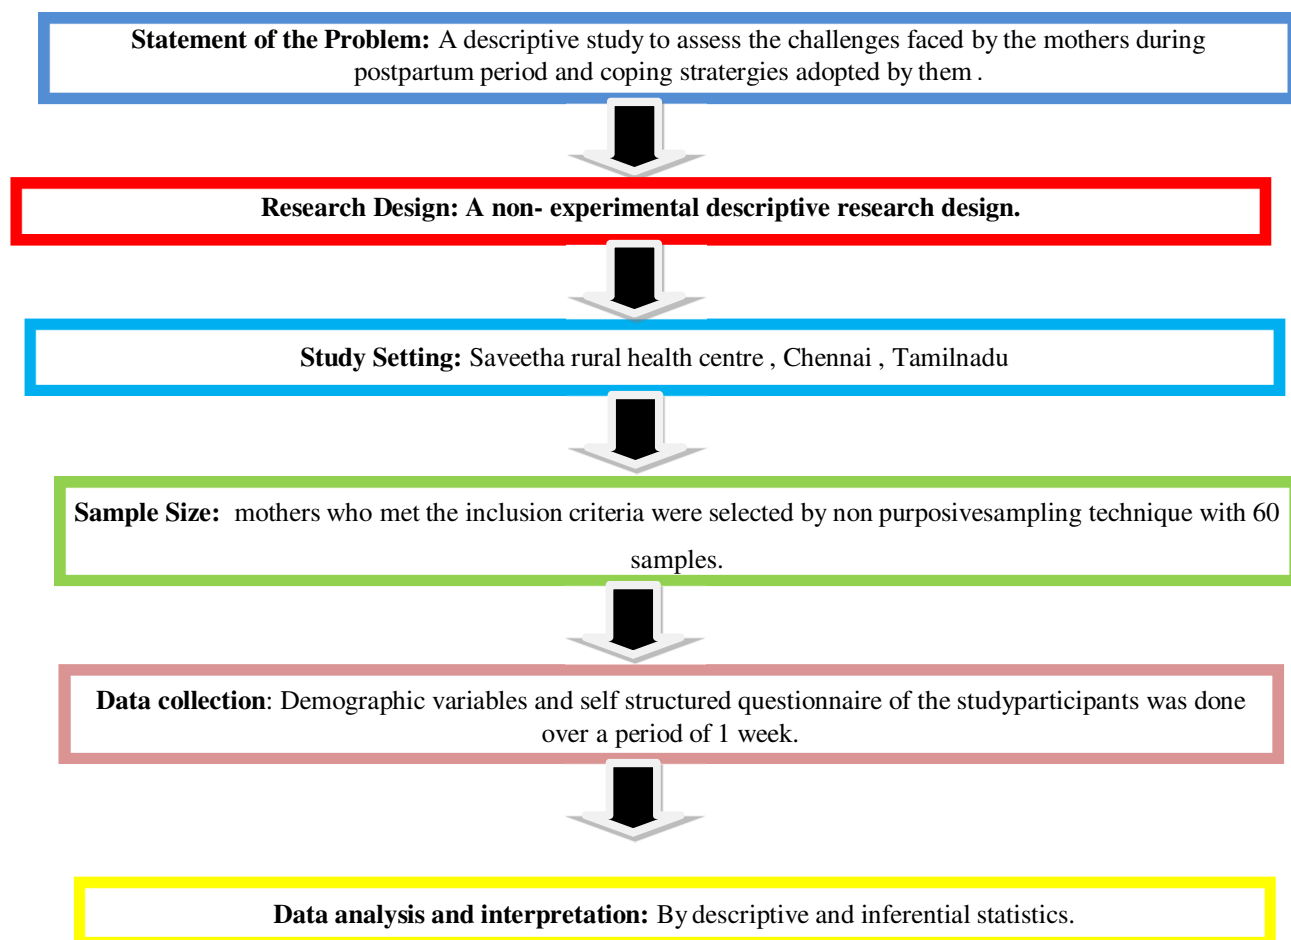 Statement of the Problem: A descriptive study to assess the challenges faced by the mothers during
postpartum period and coping stratergies adopted by them .
Research Design: A non- experimental descriptive research design.
Study Setting: Saveetha rural health centre , Chennai , Tamilnadu
Sample Size: mothers who met the inclusion criteria were selected by non purposivesampling technique with 60
samples.
Data collection: Demographic variables and self structured questionnaire of the studyparticipants was done
over a period of 1 week.
Data analysis and interpretation: By descriptive and inferential statistics.